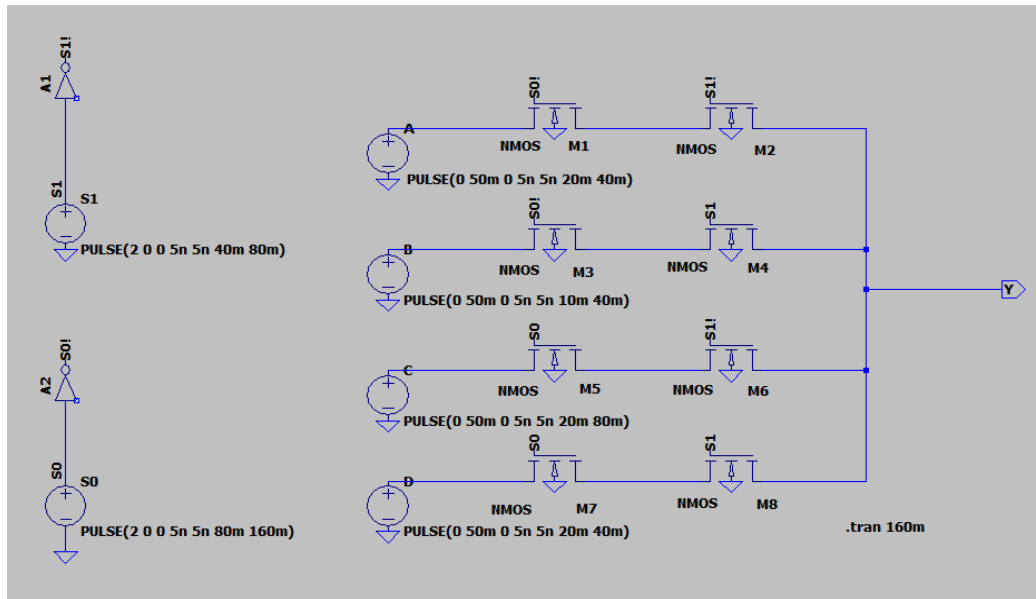 S1!
A1
S1
S1
PULSE(2 0 0 5n 5n 40m 80m)
S0!
A2
S0
S0
PULSE(2 0 0 5n 5n 80m 160m)
A
S0!
S1!
NMOS
M1
NMOS
M2
PULSE(0 50m 0 5n 5n 20m 40m)
B
S0!
S1
NMOS
M3
NMOS
M4
PULSE(0 50m 0 5n 5n 10m 40m)
Y
C
S0
S1!
NMOS
M5
NMOS
M6
PULSE(0 50m 0 5n 5n 20m 80m)
D
S0
S1
NMOS
M7
NMOS
M8
PULSE(0 50m 0 5n 5n 20m 40m)
.tran 160m